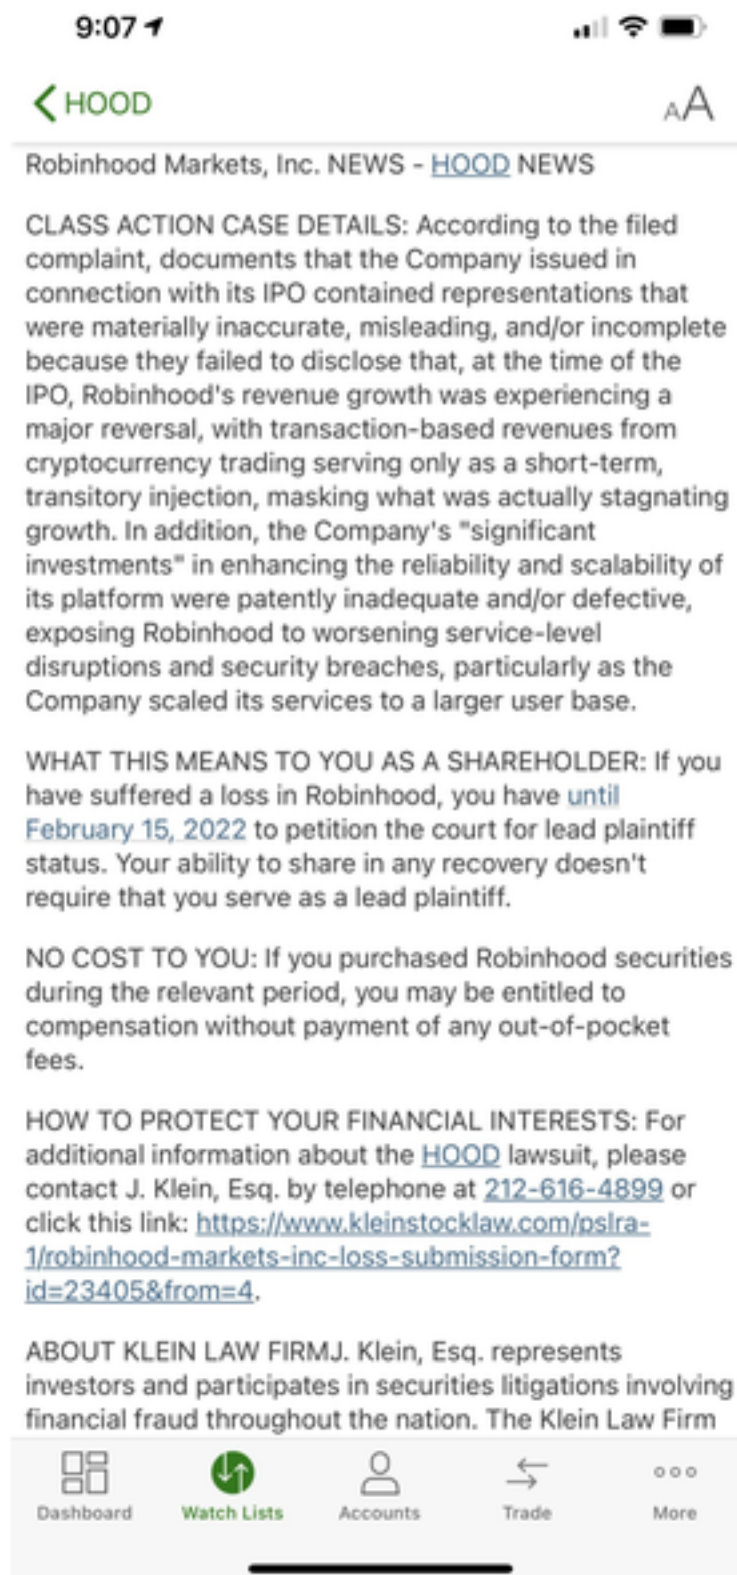 9:07
HOOD
AA
Robinhood Markets, Inc. NEWS - HOOD NEWS
CLASS ACTION CASE DETAILS: According to the filed
complaint, documents that the Company issued in
connection with its IPO contained representations that
were materially inaccurate, misleading, and/or incomplete
because they failed to disclose that, at the time of the
IPO, Robinhood's revenue growth was experiencing a
major reversal, with transaction-based revenues from
cryptocurrency trading serving only as a short-term,
transitory injection, masking what was actually stagnating
growth. In addition, the Company's "significant
investments" in enhancing the reliability and scalability of
its platform were patently inadequate and/or defective,
exposing Robinhood to worsening service-level
disruptions and security breaches, particularly as the
Company scaled its services to a larger user base.
WHAT THIS MEANS TO YOU AS A SHAREHOLDER: If you
have suffered a loss in Robinhood, you have until
February 15, 2022 to petition the court for lead plaintiff
status. Your ability to share in any recovery doesn't
require that you serve as a lead plaintiff.
NO COST TO YOU: If you purchased Robinhood securities
during the relevant period, you may be entitled to
compensation without payment of any out-of-pocket
fees.
HOW TO PROTECT YOUR FINANCIAL INTERESTS: For
additional information about the HOOD lawsuit, please
contact J. Klein, Esq. by telephone at 212-616-4899 or
click this link: https://www.kleinstocklaw.com/pslra-
1/robinhood-markets-inc-loss-submission-form?
id=23405&from=4.
ABOUT KLEIN LAW FIRMJ. Klein, Esq. represents
investors and participates in securities litigations involving
financial fraud throughout the nation. The Klein Law Firm
Dashboard Watch Lists Accounts Trade More